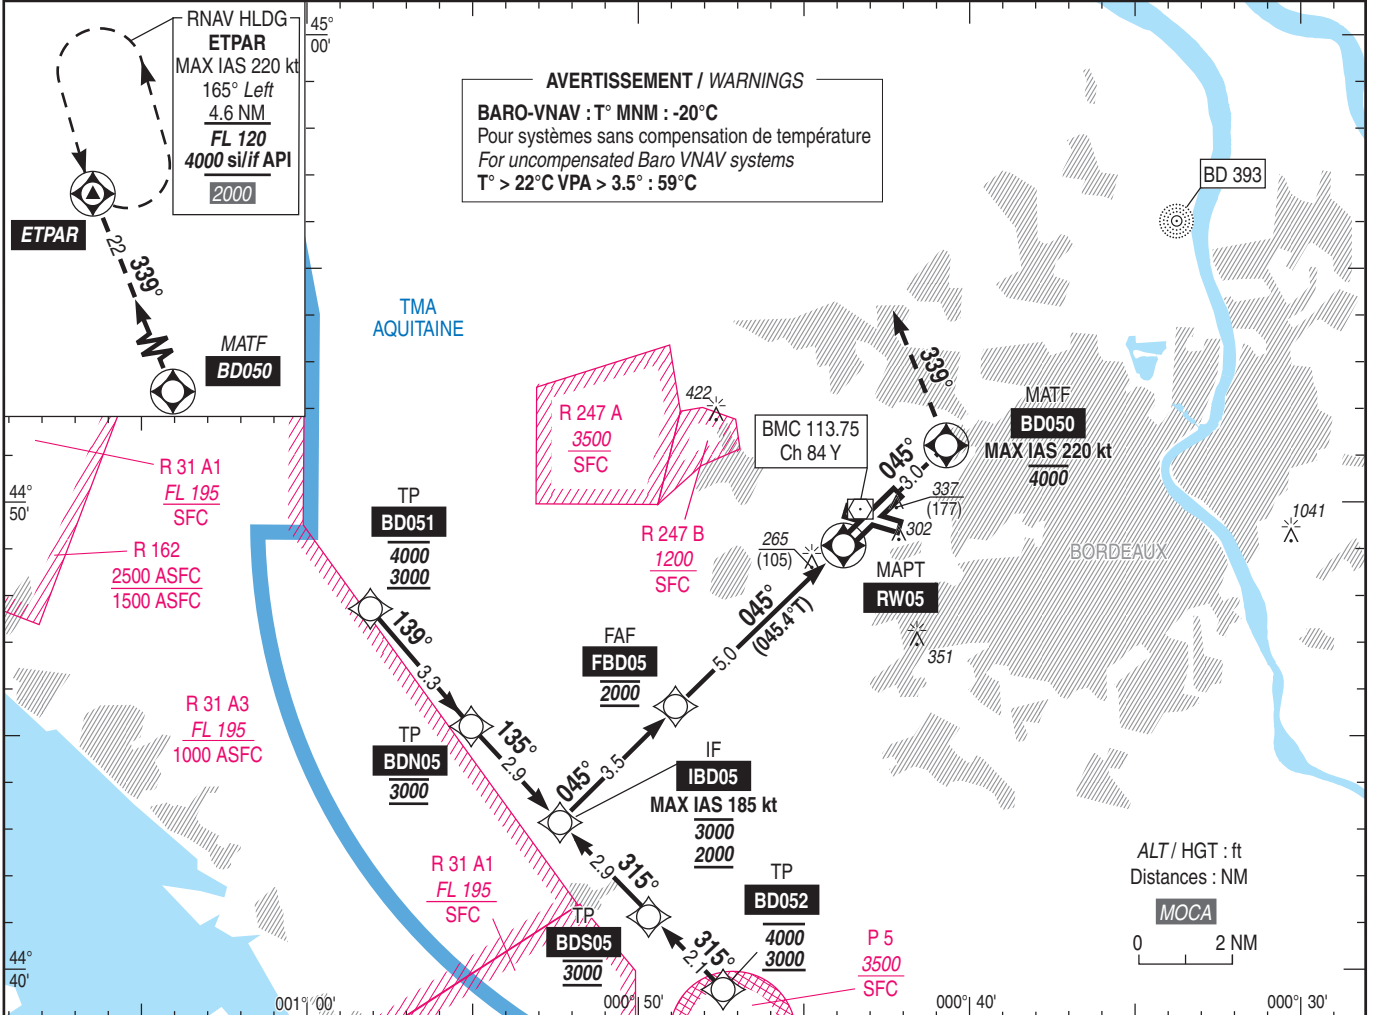 RNAV HLDG
ETPAR
MAX IAS 220 kt
165° Left
4.6 NM
FL 120
4000 si/if API
2000
ETPAR
22
339°
MATF
BD050
45°
00'
AVERTISSEMENT / WARNINGS
BARO-VNAV : T° MNM : -20°C
Pour systèmes sans compensation de température
For uncompensated Baro VNAV systems
T° > 22°C VPA > 3.5° : 59°C
BD 393
TMA
AQUITAINE
R 247 A
3500
SFC
422
BMC 113.75
Ch 84 Y
339°
MATF
BD050
MAX IAS 220 kt
4000
045°
3.0
337
(177)
302
1041
BORDEAUX
R 31 A1
FL 195
SFC
44°
50'
R 162
2500 ASFC
1500 ASFC
TP
BD051
4000
3000
R 247 B
1200
SFC
265
(105)
MAPT
RW05
351
139°
3.3
045°
(045.4°T)
5.0
FAF
FBD05
2000
R 31 A3
FL 195
1000 ASFC
TP
BDN05
3000
135°
2.9
045°
3.5
IF
IBD05
MAX IAS 185 kt
3000
2000
R 31 A1
FL 195
SFC
2.9
315°
TP
BD052
4000
3000
TP
BDS05
3000
315°
2.1
P 5
3500
SFC
ALT / HGT : ft
Distances : NM
MOCA
0 2 NM
44°
40'
001° 00'
000° 50'
000° 40'
000° 30'